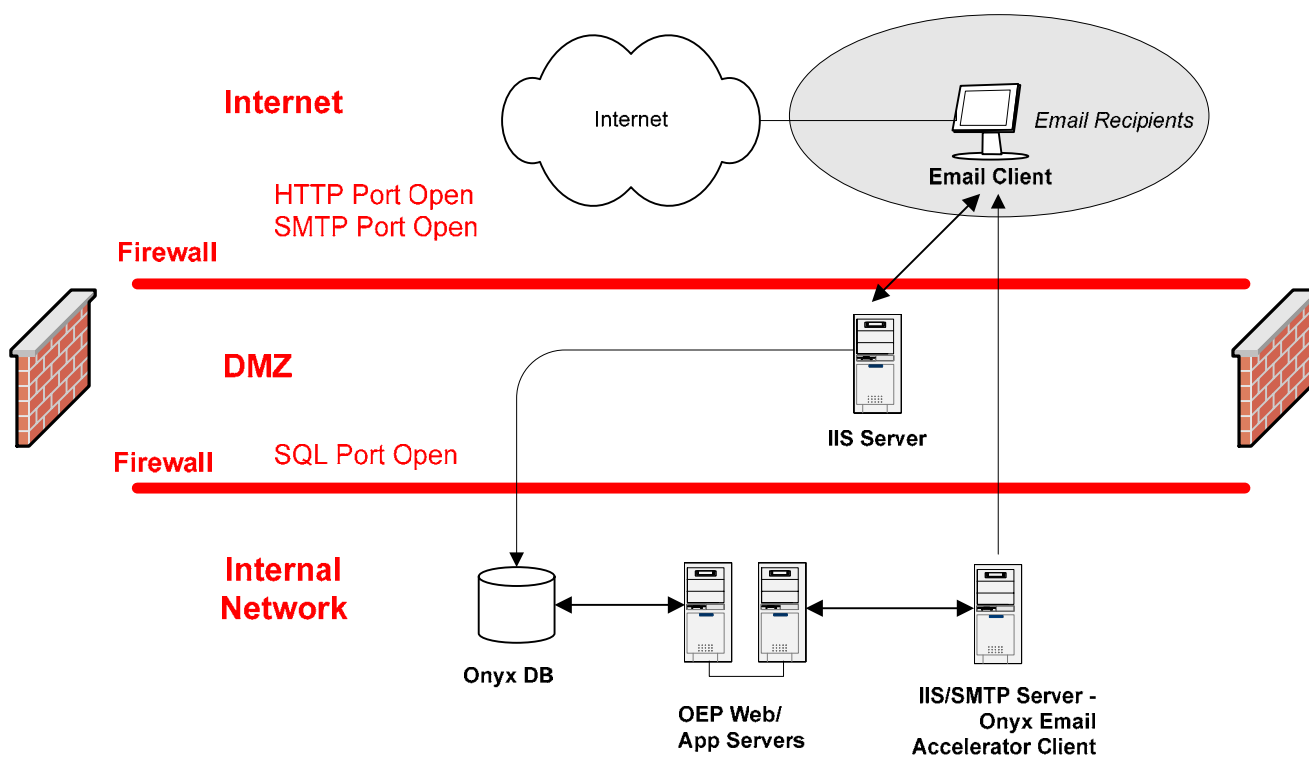 Internet
Internet
Email Recipients
Email Client
HTTP Port Open
SMTP Port Open
Firewall
DMZ
IIS Server
Firewall
SQL Port Open
Internal
Network
Onyx DB
OEP Web/
App Servers
IIS/SMTP Server -
Onyx Email
Accelerator Client